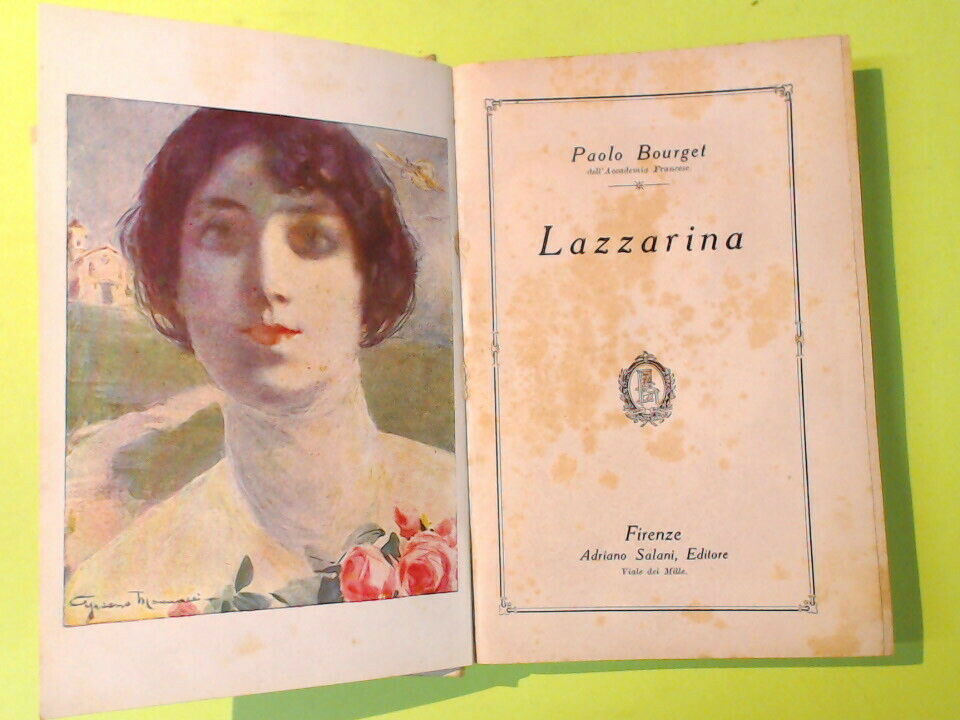 Paolo Bourget
dell'Accademia Francese
Lazzarina
Firenze
Adriano Salani, Editore
Viale dei Mille.